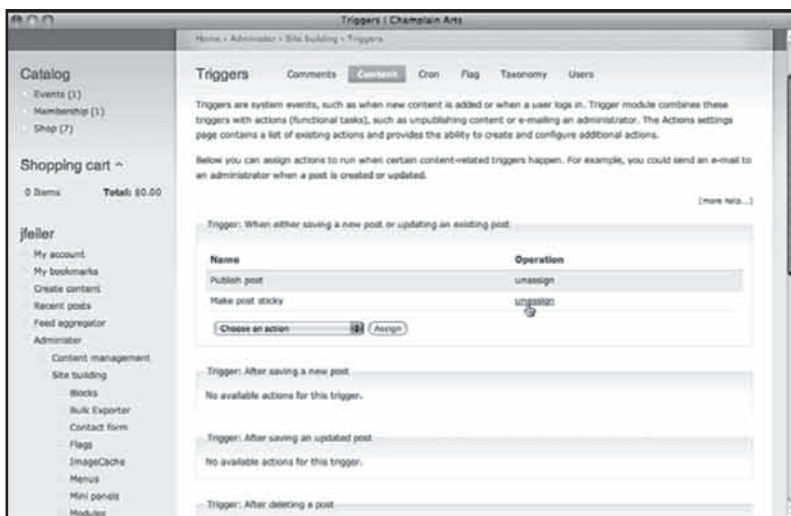 Triggers | Champlain Arts
Home › Administer › Site building › Triggers
Catalog
Events (1)
Membership (1)
Shop (7)
Shopping cart ^
0 Items Total: $0.00
jfeiler
My account
My bookmarks
Create content
Recent posts
Feed aggregator
Administer
Content management
Site building
Blocks
Bulk Exporter
Contact form
Flags
ImageCache
Menus
Mini panels
Modules
Triggers Comments Content Cron Flag Taxonomy Users
Triggers are system events, such as when new content is added or when a user logs in. Trigger module combines these
triggers with actions (functional tasks), such as unpublishing content or e-mailing an administrator. The Actions settings
page contains a list of existing actions and provides the ability to create and configure additional actions.
Below you can assign actions to run when certain content-related triggers happen. For example, you could send an e-mail to
an administrator when a post is created or updated.
[more help...]
Trigger: When either saving a new post or updating an existing post
Name Operation
Publish post unassign
Make post sticky unassign
Choose an action Assign
Trigger: After saving a new post
No available actions for this trigger.
Trigger: After saving an updated post
No available actions for this trigger.
Trigger: After deleting a post